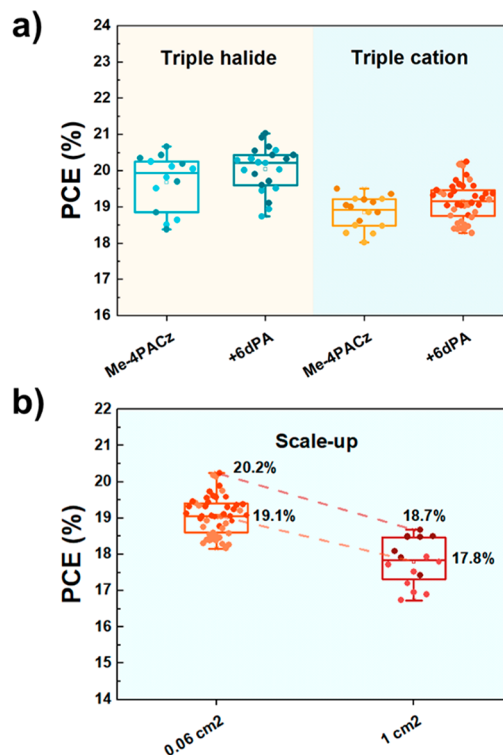 a)
Triple halide Triple cation
PCE (%)
24
23
22
21
20
19
18
17
16
Me-4PACz +6dPA Me-4PACz +6dPA
b)
Scale-up
PCE (%)
22
21
20
19
18
17
16
15
14
20.2%
19.1%
18.7%
17.8%
0.06 cm2 1 cm2